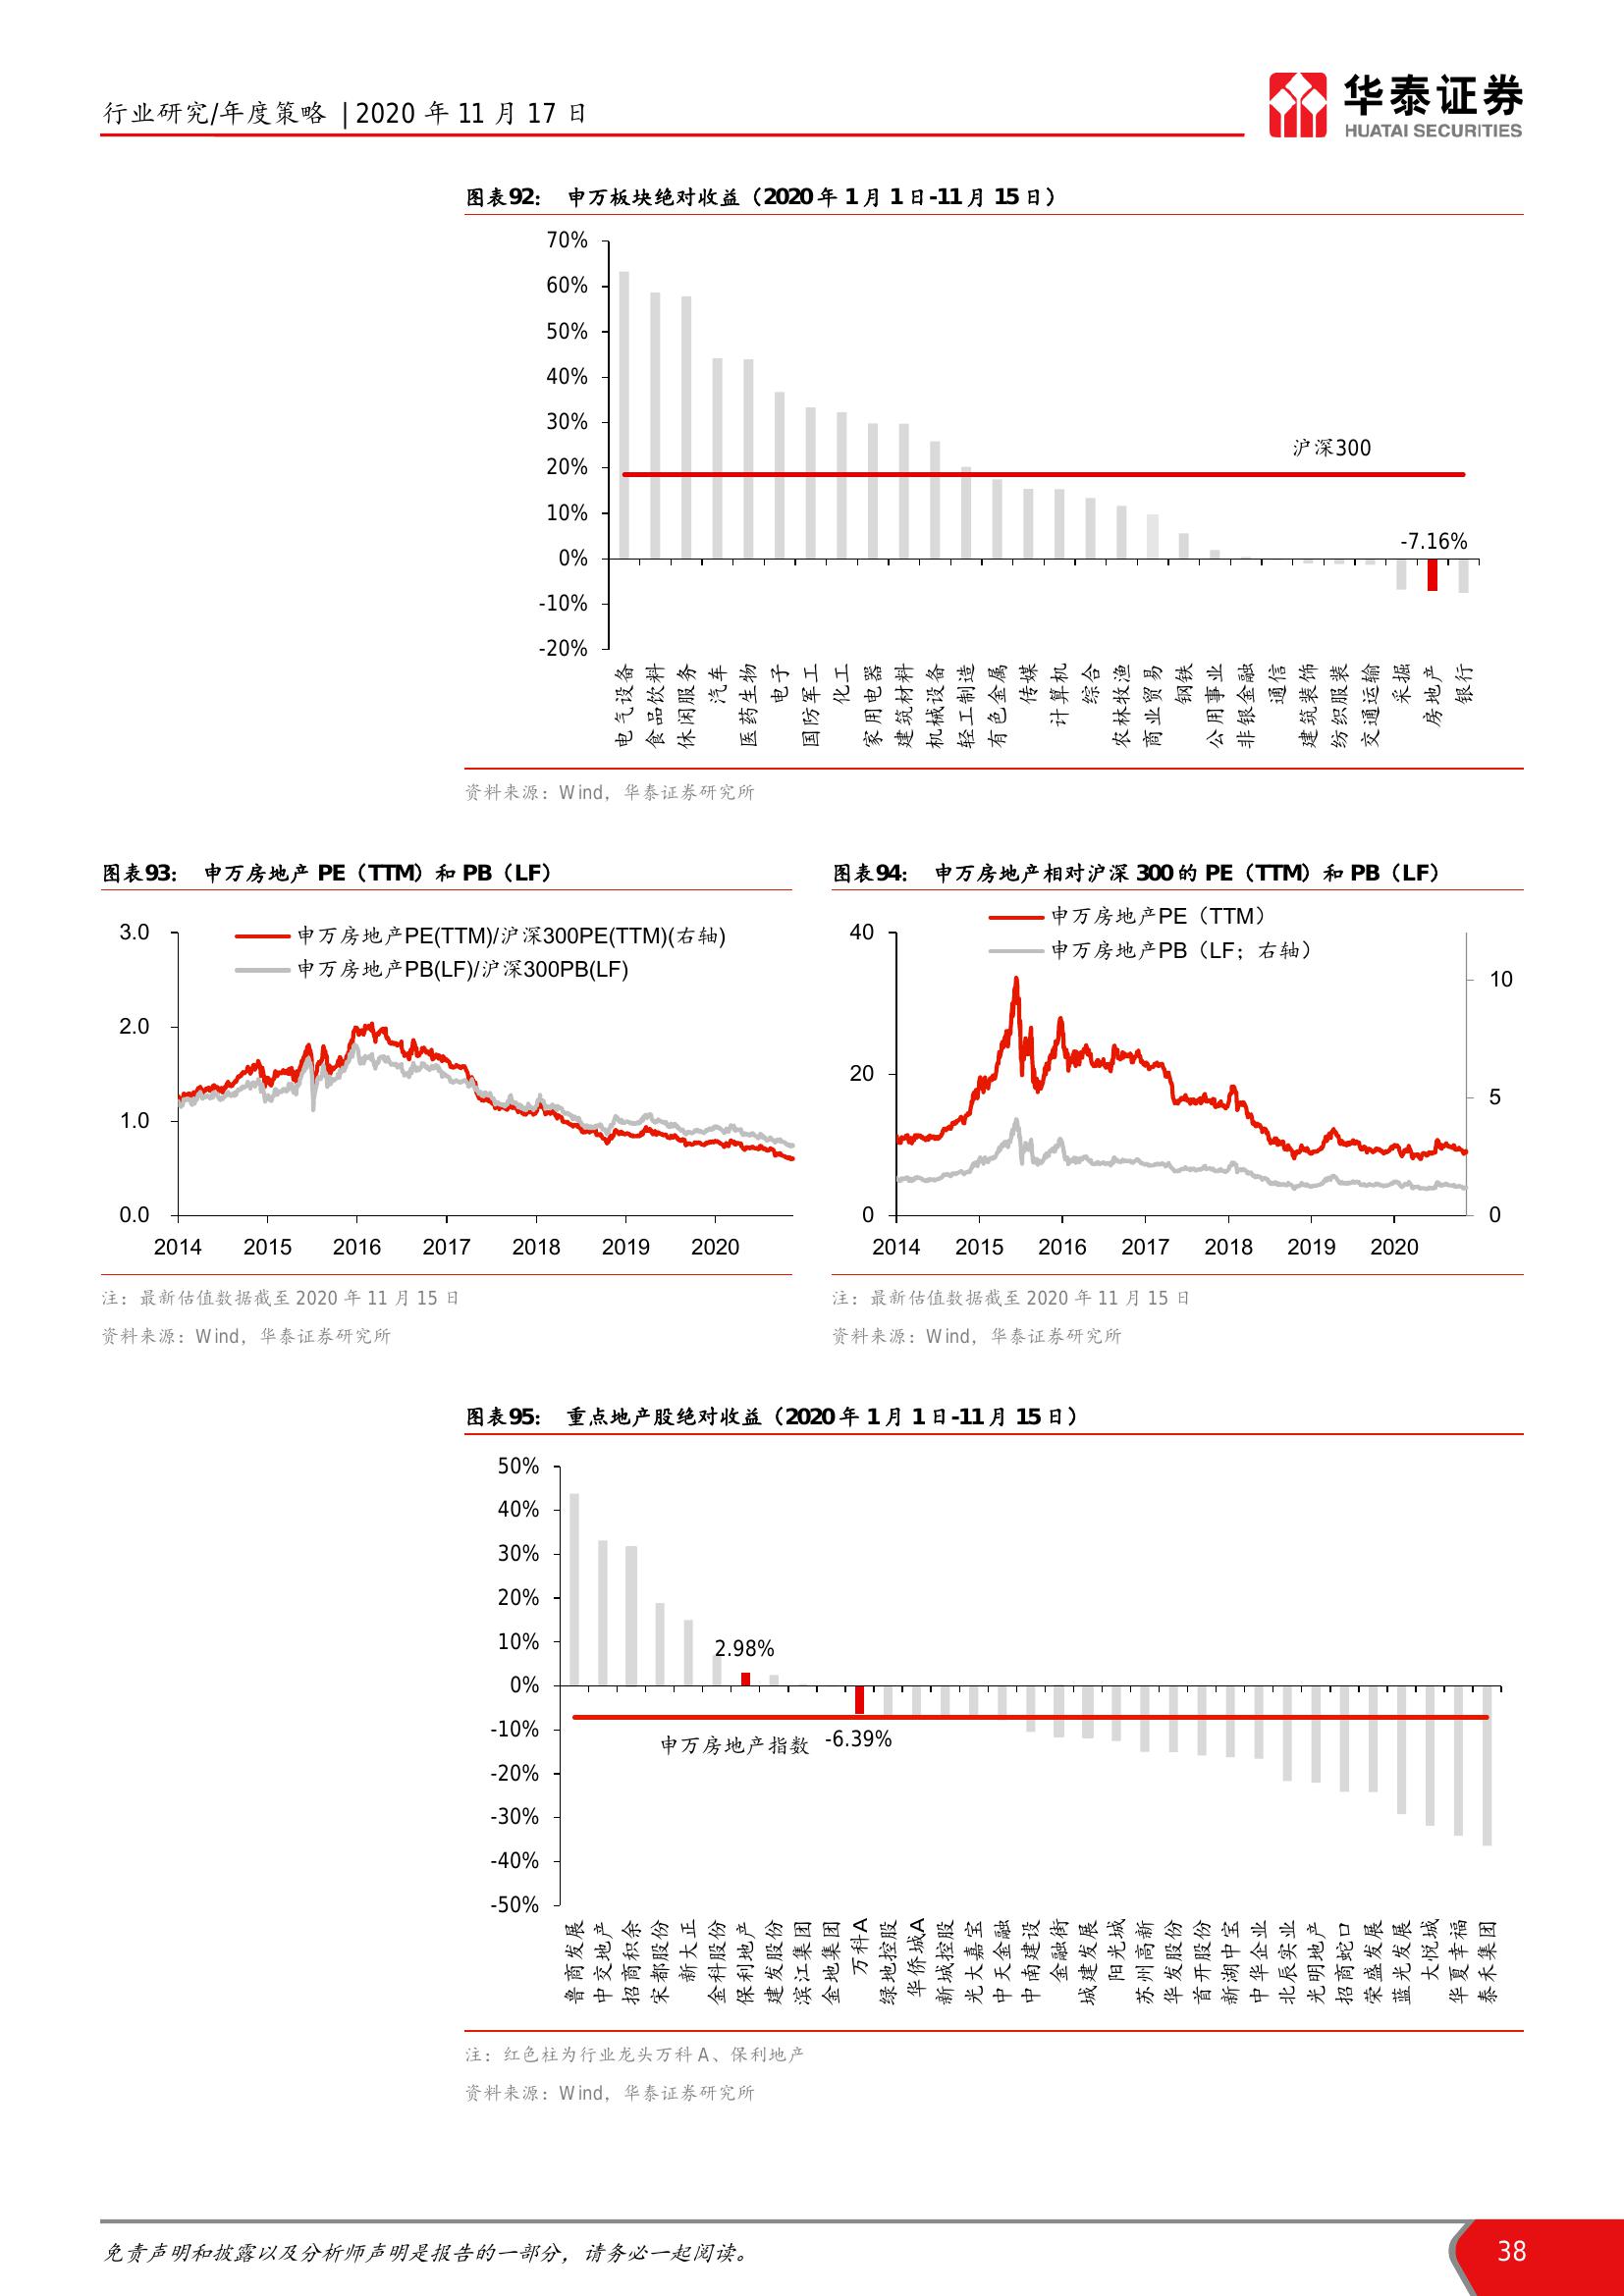 行业研究/年度策略 | 2020 年 11 月 17 日
华泰证券
HUATAI SECURITIES
图表92： 申万板块绝对收益（2020 年 1 月 1 日-11 月 15 日）
70%
60%
50%
40%
30%
20%
10%
0%
-10%
-20%
沪深300
-7.16%
电气设备
食品饮料
休闲服务
汽车
医药生物
电子
国防军工
化工
家用电器
建筑材料
机械设备
轻工制造
有色金属
传媒
计算机
综合
农林牧渔
商业贸易
钢铁
公用事业
非银金融
通信
建筑装饰
纺织服装
交通运输
采掘
房地产
银行
资料来源：Wind，华泰证券研究所
图表93： 申万房地产 PE（TTM）和 PB（LF）
3.0
2.0
1.0
0.0
申万房地产PE(TTM)/沪深300PE(TTM)(右轴)
申万房地产PB(LF)/沪深300PB(LF)
2014 2015 2016 2017 2018 2019 2020
注：最新估值数据截至 2020 年 11 月 15 日
资料来源：Wind，华泰证券研究所
图表94： 申万房地产相对沪深 300 的 PE（TTM）和 PB（LF）
申万房地产PE（TTM）
申万房地产PB（LF；右轴）
40
20
0
10
5
0
2014 2015 2016 2017 2018 2019 2020
注：最新估值数据截至 2020 年 11 月 15 日
资料来源：Wind，华泰证券研究所
图表95： 重点地产股绝对收益（2020 年 1 月 1 日-11 月 15 日）
50%
40%
30%
20%
10%
0%
-10%
-20%
-30%
-40%
-50%
2.98%
申万房地产指数
-6.39%
鲁商发展
中交地产
招商积余
宋都股份
新大正
金科股份
保利地产
建发股份
滨江集团
金地集团
万科A
绿地控股
华侨城A
新城控股
光大嘉宝
中天金融
中南建设
金融街
城建发展
阳光城
苏州高新
华发股份
首开股份
新湖中宝
中华企业
北辰实业
光明地产
招商蛇口
荣盛发展
蓝光发展
大悦城
华夏幸福
泰禾集团
注：红色柱为行业龙头万科 A、保利地产
资料来源：Wind，华泰证券研究所
免责声明和披露以及分析师声明是报告的一部分，请务必一起阅读。
38